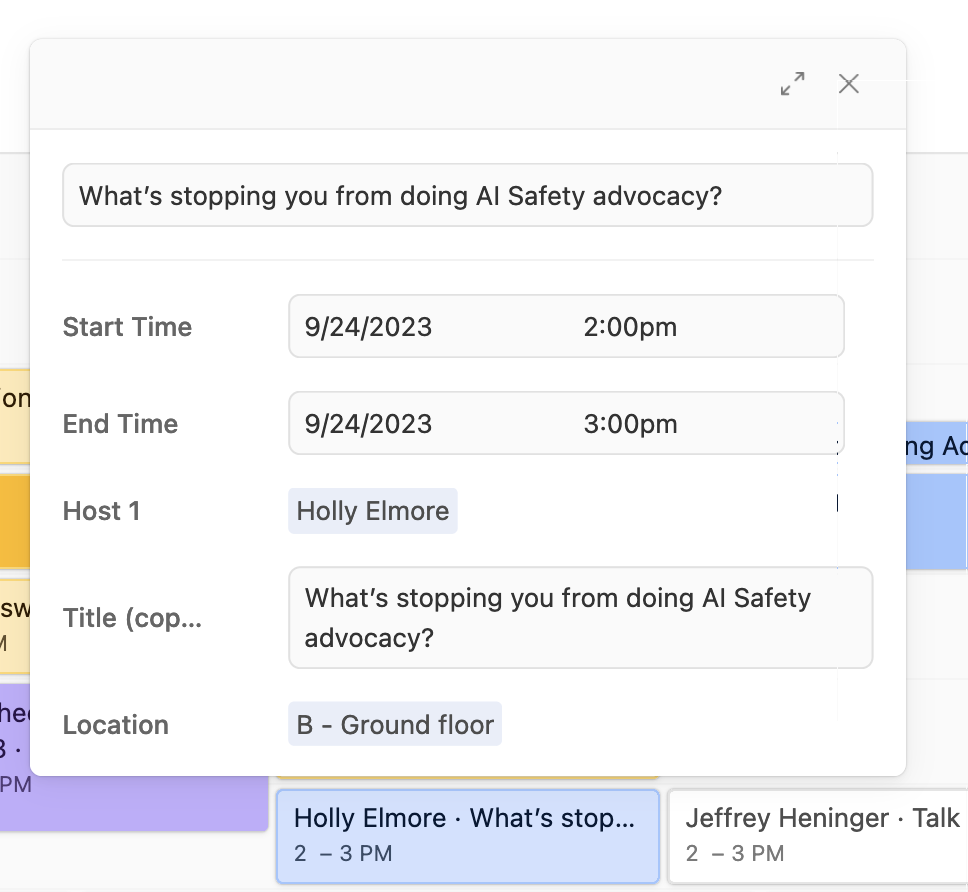 What's stopping you from doing AI Safety advocacy?
Start Time
9/24/2023 2:00pm
End Time
9/24/2023 3:00pm
Host 1
Holly Elmore
Title (cop...
What's stopping you from doing AI Safety
advocacy?
Location
B - Ground floor
on
sw
M
hee
3 ·
PM
ng Ad
Holly Elmore · What's stop...
2 – 3 PM
Jeffrey Heninger · Talk
2 – 3 PM